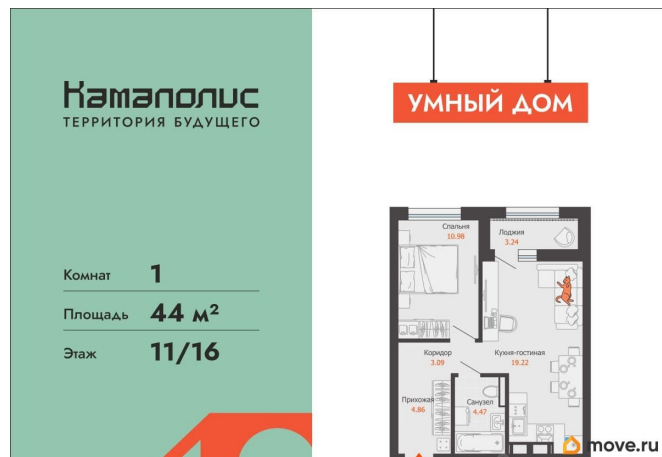 Камаполис
ТЕРРИТОРИЯ БУДУЩЕГО
Комнат 1
Площадь 44 м²
Этаж 11/16
УМНЫЙ ДОМ
Спальня
10.98
Лоджия
3.24
Коридор
3.09
Кухня-гостиная
19.22
Прихожая
4.86
Санузел
4.47
move.ru